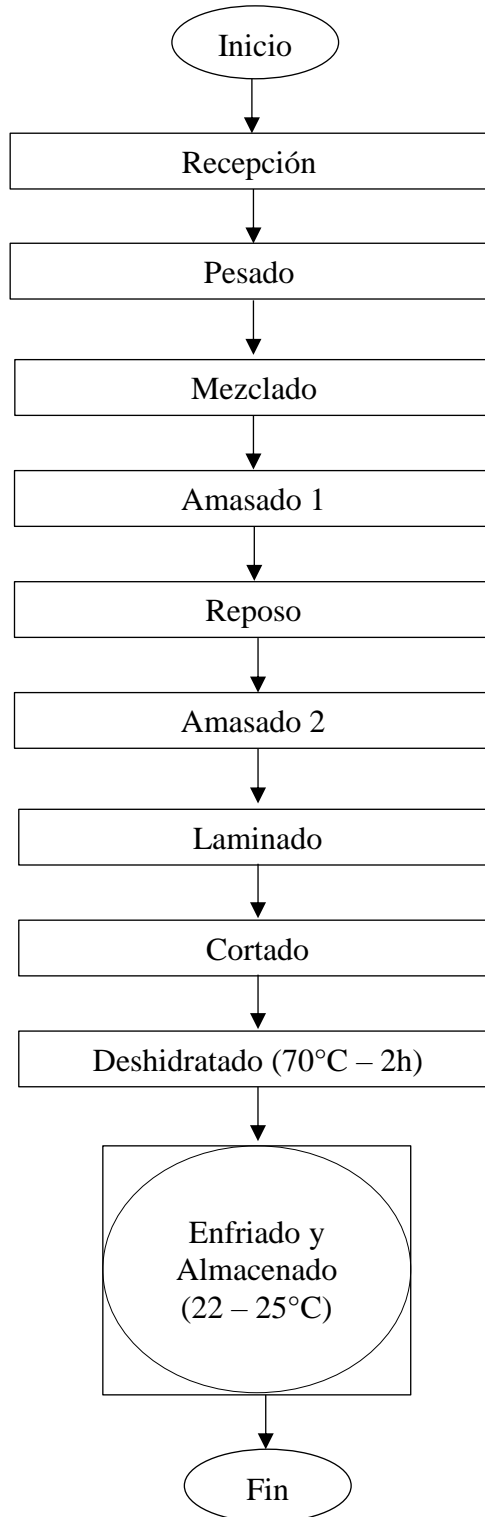 Inicio
Recepción
Pesado
Mezclado
Amasado 1
Reposo
Amasado 2
Laminado
Cortado
Deshidratado (70°C – 2h)
Enfriado y
Almacenado
(22 – 25°C)
Fin